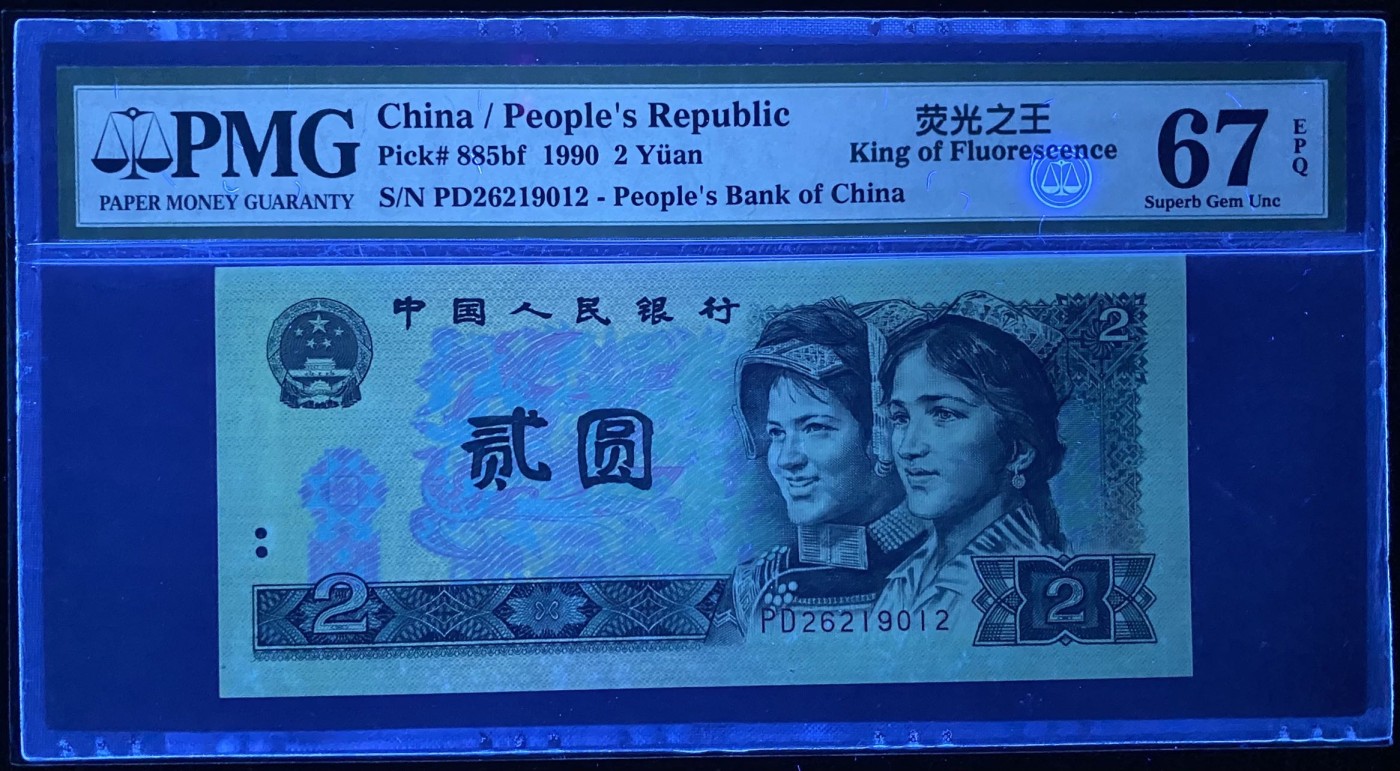 PMG
PAPER MONEY GUARANTY
China / People's Republic
Pick# 885bf 1990 2 Yüan
S/N PD26219012 - People's Bank of China
荧光之王
King of Fluorescence
67
EPQ
Superb Gem Unc
中国人民银行
2
贰圆
2
PD26219012
2